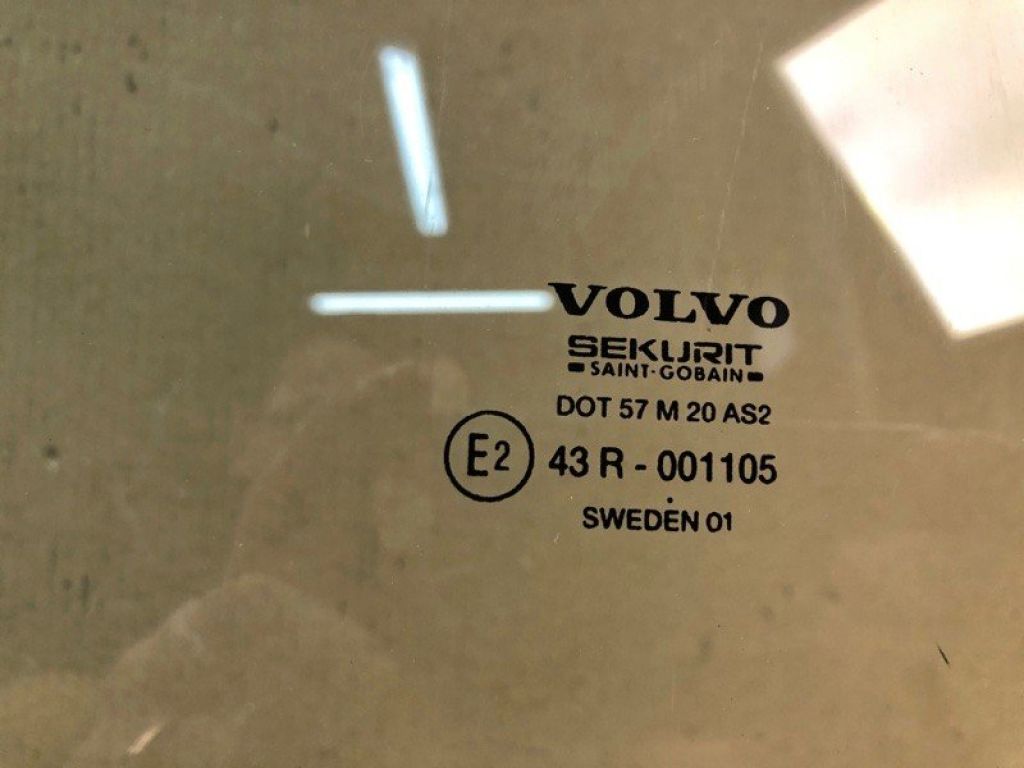 VOLVO
SEKURIT
SAINT-GOBAIN
DOT 57 M 20 AS2
E2 43 R - 001105
SWEDEN 01